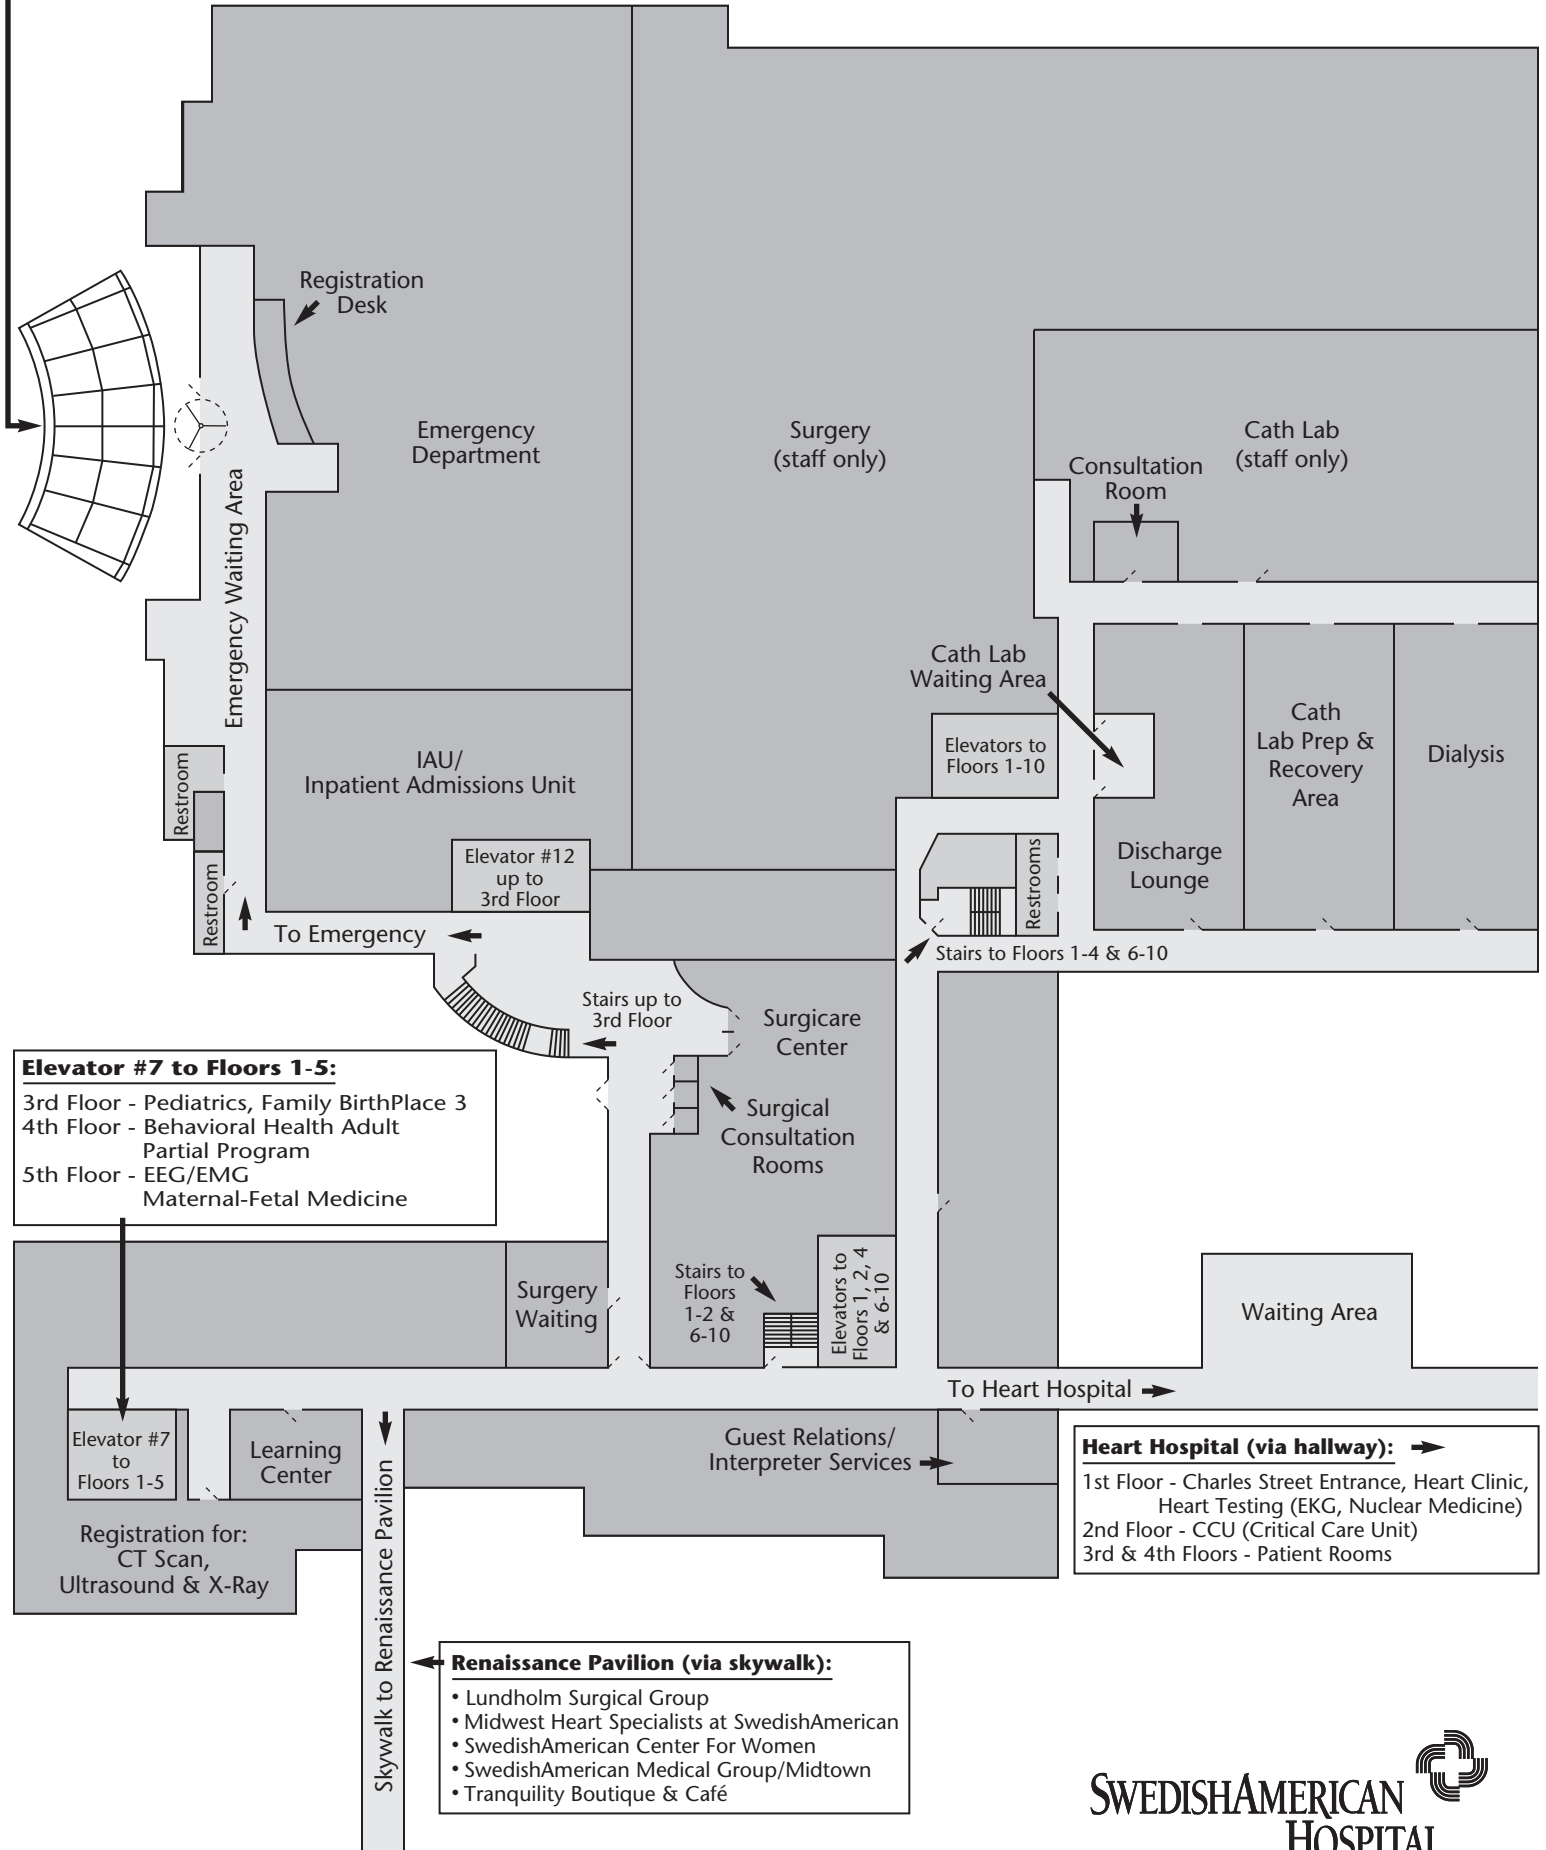 Registration
Desk
Emergency
Department
Surgery
(staff only)
Cath Lab
(staff only)
Consultation
Room
Emergency Waiting Area
Cath Lab
Waiting Area
Elevators to
Floors 1-10
Cath
Lab Prep &
Recovery
Area
Dialysis
IAU/
Inpatient Admissions Unit
Restroom
Restroom
Elevator #12
up to
3rd Floor
Restrooms
Discharge
Lounge
To Emergency
Stairs to Floors 1-4 & 6-10
Stairs up to
3rd Floor
Surgicare
Center
Surgical
Consultation
Rooms
Elevator #7 to Floors 1-5:
3rd Floor - Pediatrics, Family BirthPlace 3
4th Floor - Behavioral Health Adult
Partial Program
5th Floor - EEG/EMG
Maternal-Fetal Medicine
Surgery
Waiting
Stairs to
Floors
1-2 &
6-10
Elevators to
Floors 1, 2, 4
& 6-10
Waiting Area
To Heart Hospital
Elevator #7
to
Floors 1-5
Learning
Center
Guest Relations/
Interpreter Services
Heart Hospital (via hallway):
1st Floor - Charles Street Entrance, Heart Clinic,
Heart Testing (EKG, Nuclear Medicine)
2nd Floor - CCU (Critical Care Unit)
3rd & 4th Floors - Patient Rooms
Registration for:
CT Scan,
Ultrasound & X-Ray
Skywalk to Renaissance Pavilion
Renaissance Pavilion (via skywalk):
• Lundholm Surgical Group
• Midwest Heart Specialists at SwedishAmerican
• SwedishAmerican Center For Women
• SwedishAmerican Medical Group/Midtown
• Tranquility Boutique & Café
SWEDISHAMERICAN
HOSPITAL